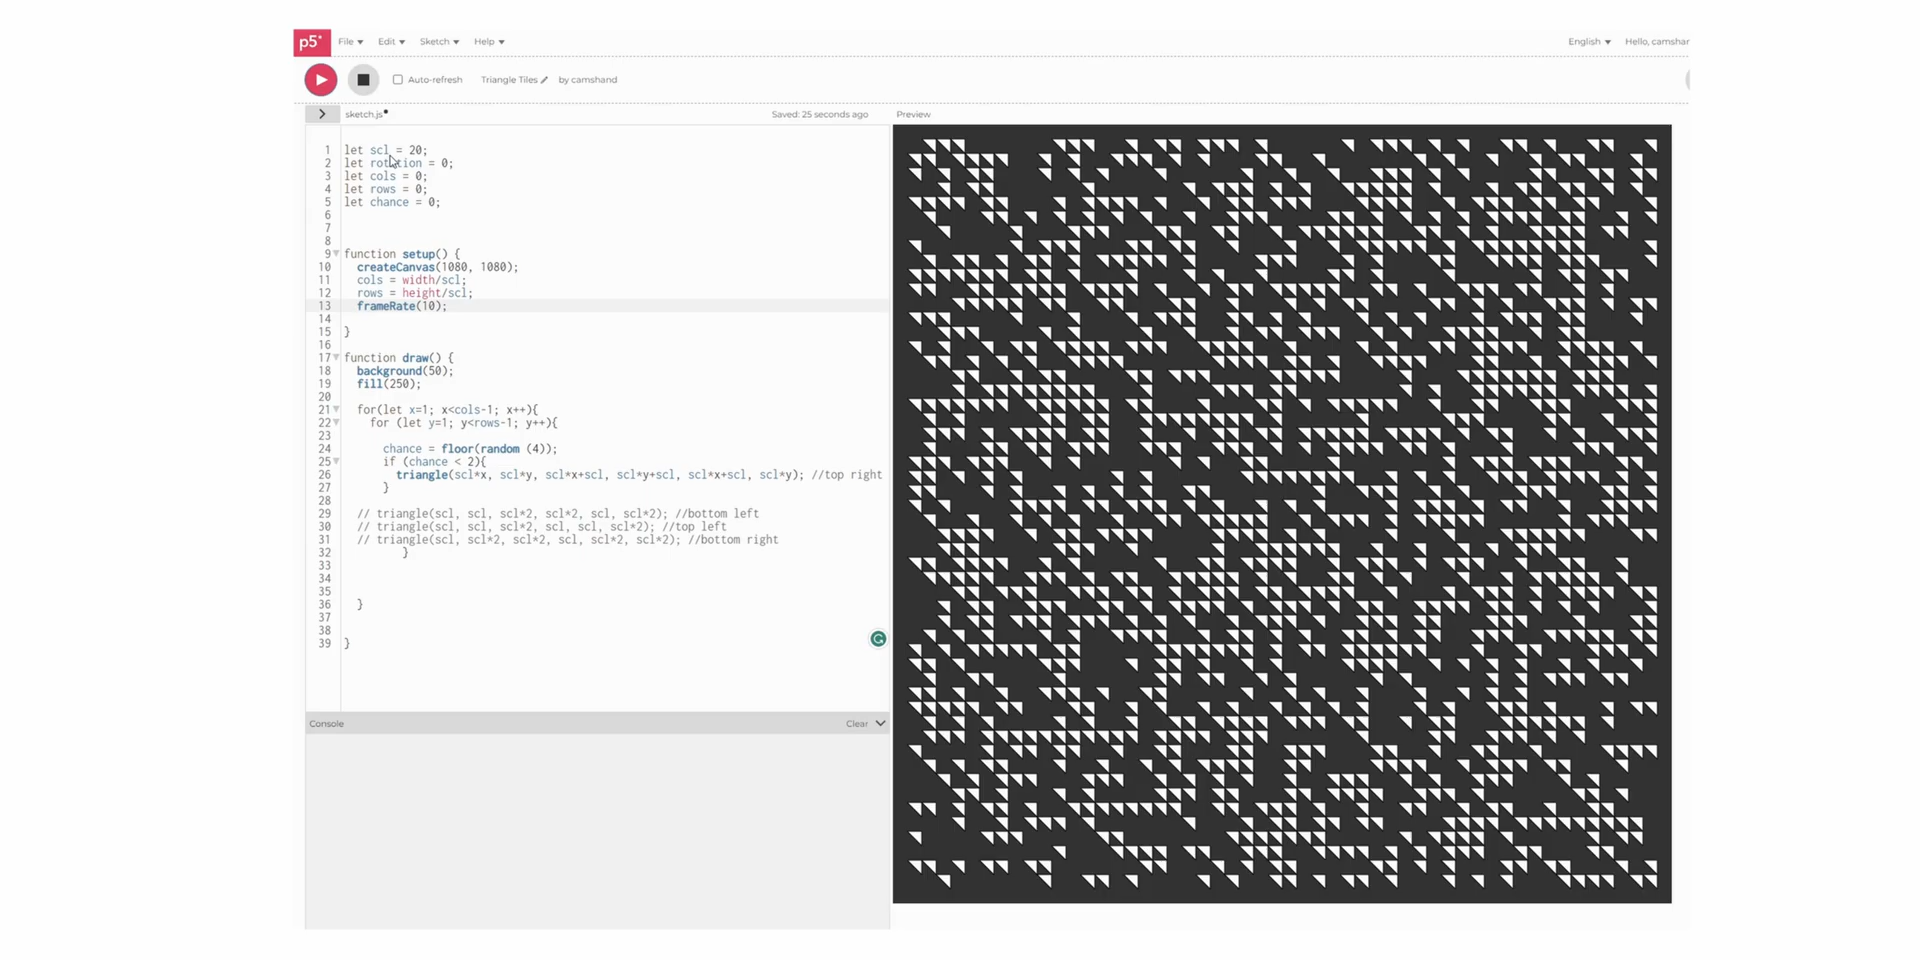 p5* File Edit Sketch Help English Hello, camshar
Auto-refresh Triangle Tiles by camshand
sketch.js Saved: 25 seconds ago Preview
1 let scl = 20;
2 let rotation = 0;
3 let cols = 0;
4 let rows = 0;
5 let chance = 0;
6
7
8
9 function setup() {
10 createCanvas(1080, 1080);
11 cols = width/scl;
12 rows = height/scl;
13 frameRate(10);
14
15 }
16
17 function draw() {
18 background(50);
19 fill(250);
20
21 for(let x=1; x<cols-1; x++){
22 for (let y=1; y<rows-1; y++){
23
24 chance = floor(random (4));
25 if (chance < 2){
26 triangle(scl*x, scl*y, scl*x+scl, scl*y+scl, scl*x+scl, scl*y); //top right
27 }
28
29 // triangle(scl, scl, scl*2, scl*2, scl, scl*2); //bottom left
30 // triangle(scl, scl, scl*2, scl, scl, scl*2); //top left
31 // triangle(scl, scl*2, scl*2, scl, scl*2, scl*2); //bottom right
32 }
33
34
35
36 }
37
38
39 }
Console Clear